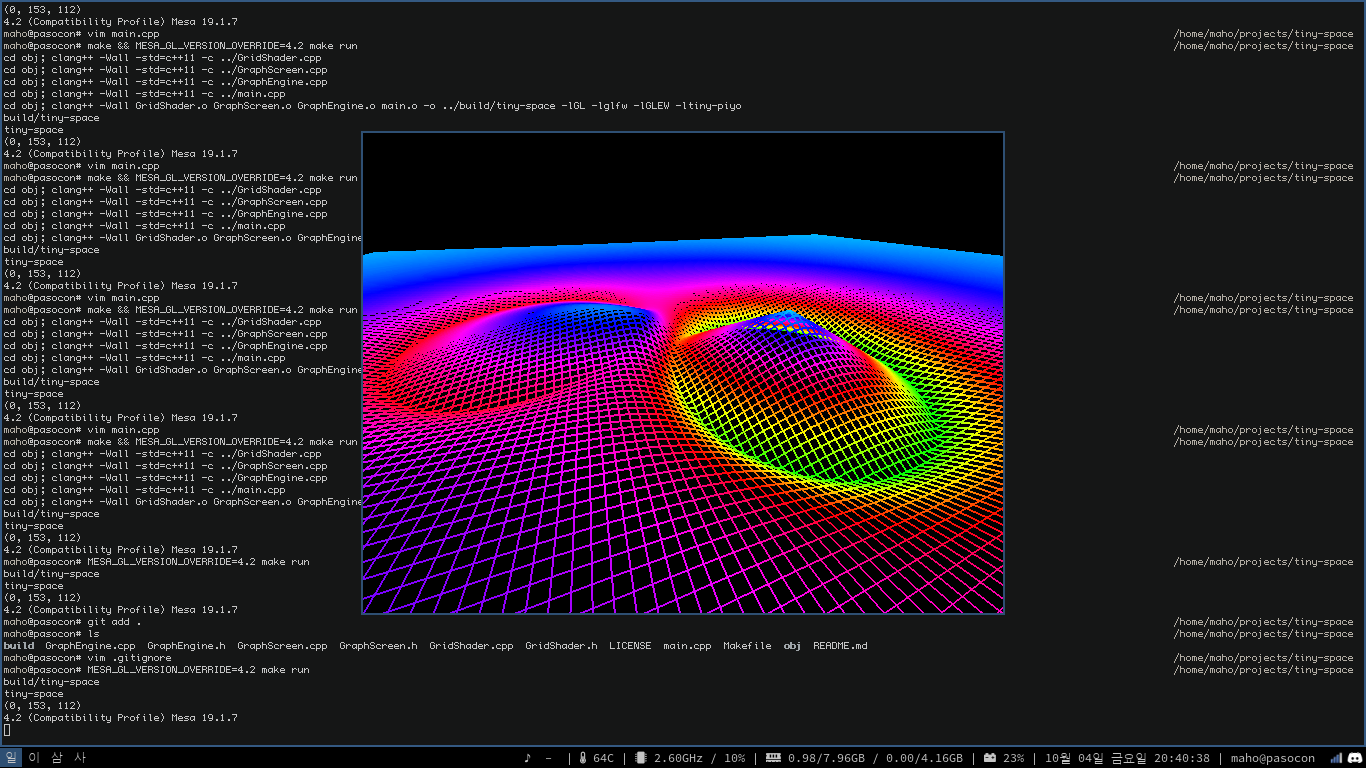 (0, 153, 112)
4.2 (Compatibility Profile) Mesa 19.1.7
maho@pasocon# vim main.cpp /home/maho/projects/tiny-space
maho@pasocon# make && MESA_GL_VERSION_OVERRIDE=4.2 make run /home/maho/projects/tiny-space
cd obj; clang++ -Wall -std=c++11 -c ../GridShader.cpp
cd obj; clang++ -Wall -std=c++11 -c ../GraphScreen.cpp
cd obj; clang++ -Wall -std=c++11 -c ../GraphEngine.cpp
cd obj; clang++ -Wall -std=c++11 -c ../main.cpp
cd obj; clang++ -Wall GridShader.o GraphScreen.o GraphEngine.o main.o -o ../build/tiny-space -lGL -lglfw -lGLEW -ltiny-piyo
build/tiny-space
tiny-space
(0, 153, 112)
4.2 (Compatibility Profile) Mesa 19.1.7
maho@pasocon# vim main.cpp /home/maho/projects/tiny-space
maho@pasocon# make && MESA_GL_VERSION_OVERRIDE=4.2 make run /home/maho/projects/tiny-space
cd obj; clang++ -Wall -std=c++11 -c ../GridShader.cpp
cd obj; clang++ -Wall -std=c++11 -c ../GraphScreen.cpp
cd obj; clang++ -Wall -std=c++11 -c ../GraphEngine.cpp
cd obj; clang++ -Wall -std=c++11 -c ../main.cpp
cd obj; clang++ -Wall GridShader.o GraphScreen.o GraphEngine
build/tiny-space
tiny-space
(0, 153, 112)
4.2 (Compatibility Profile) Mesa 19.1.7
maho@pasocon# vim main.cpp /home/maho/projects/tiny-space
maho@pasocon# make && MESA_GL_VERSION_OVERRIDE=4.2 make run /home/maho/projects/tiny-space
cd obj; clang++ -Wall -std=c++11 -c ../GridShader.cpp
cd obj; clang++ -Wall -std=c++11 -c ../GraphScreen.cpp
cd obj; clang++ -Wall -std=c++11 -c ../GraphEngine.cpp
cd obj; clang++ -Wall -std=c++11 -c ../main.cpp
cd obj; clang++ -Wall GridShader.o GraphScreen.o GraphEngine
build/tiny-space
tiny-space
(0, 153, 112)
4.2 (Compatibility Profile) Mesa 19.1.7
maho@pasocon# vim main.cpp /home/maho/projects/tiny-space
maho@pasocon# make && MESA_GL_VERSION_OVERRIDE=4.2 make run /home/maho/projects/tiny-space
cd obj; clang++ -Wall -std=c++11 -c ../GridShader.cpp
cd obj; clang++ -Wall -std=c++11 -c ../GraphScreen.cpp
cd obj; clang++ -Wall -std=c++11 -c ../GraphEngine.cpp
cd obj; clang++ -Wall -std=c++11 -c ../main.cpp
cd obj; clang++ -Wall GridShader.o GraphScreen.o GraphEngine
build/tiny-space
tiny-space
(0, 153, 112)
4.2 (Compatibility Profile) Mesa 19.1.7
maho@pasocon# MESA_GL_VERSION_OVERRIDE=4.2 make run /home/maho/projects/tiny-space
build/tiny-space
tiny-space
(0, 153, 112)
4.2 (Compatibility Profile) Mesa 19.1.7
maho@pasocon# git add . /home/maho/projects/tiny-space
maho@pasocon# ls /home/maho/projects/tiny-space
build GraphEngine.cpp GraphEngine.h GraphScreen.cpp GraphScreen.h GridShader.cpp GridShader.h LICENSE main.cpp Makefile obj README.md
maho@pasocon# vim .gitignore /home/maho/projects/tiny-space
maho@pasocon# MESA_GL_VERSION_OVERRIDE=4.2 make run /home/maho/projects/tiny-space
build/tiny-space
tiny-space
(0, 153, 112)
4.2 (Compatibility Profile) Mesa 19.1.7
일 이 삼 사 ♪ - | 64C | 2.60GHz / 10% | 0.98/7.96GB / 0.00/4.16GB | 23% | 10월 04일 금요일 20:40:38 | maho@pasocon